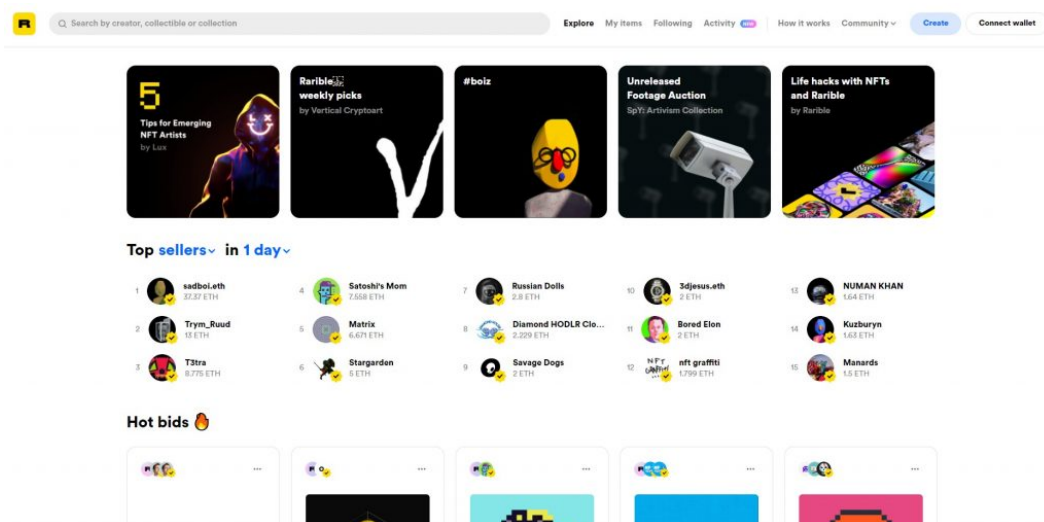 R
Search by creator, collectible or collection
Explore My items Following Activity NEW How it works Community Create Connect wallet
5
Tips for Emerging
NFT Artists
by Lux
Rarible
weekly picks
by Vertical Cryptoart
#boiz
Unreleased
Footage Auction
SpY: Artivism Collection
Life hacks with NFTs
and Rarible
by Rarible
Top sellers in 1 day
1 sadboi.eth
37.37 ETH
2 Trym_Ruud
13 ETH
3 T3tra
8.775 ETH
4 Satoshi's Mom
7.558 ETH
5 Matrix
6.671 ETH
6 Stargarden
5 ETH
7 Russian Dolls
2.8 ETH
8 Diamond HODLR Clo...
2.229 ETH
9 Savage Dogs
2 ETH
10 3djesus.eth
2 ETH
11 Bored Elon
2 ETH
12 nft graffiti
1.799 ETH
13 NUMAN KHAN
1.64 ETH
14 Kuzburyn
1.63 ETH
15 Manards
1.5 ETH
Hot bids